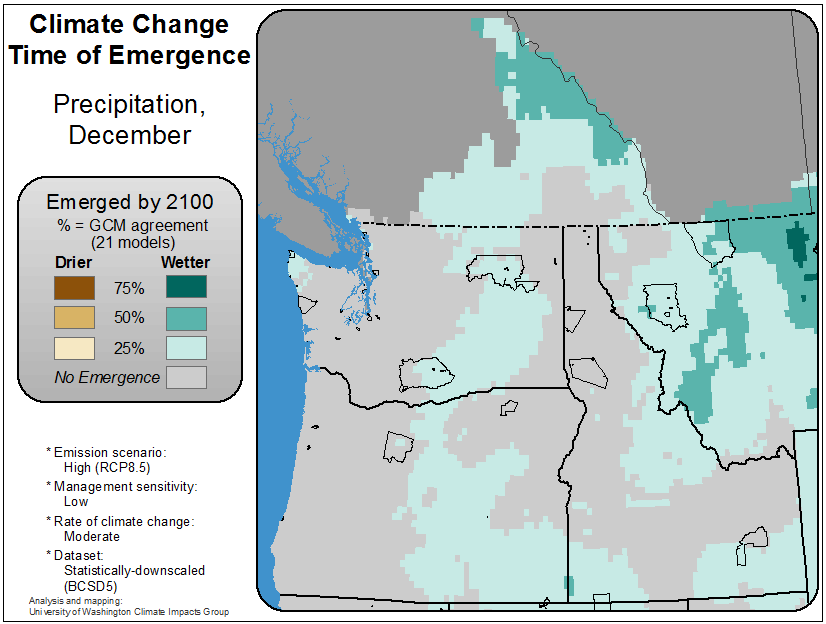 Climate Change
Time of Emergence
Precipitation,
December
Emerged by 2100
% = GCM agreement
(21 models)
Drier Wetter
75%
50%
25%
No Emergence
* Emission scenario:
High (RCP8.5)
* Management sensitivity:
Low
* Rate of climate change:
Moderate
* Dataset:
Statistically-downscaled
(BCSD5)
Analysis and mapping:
University of Washington Climate Impacts Group